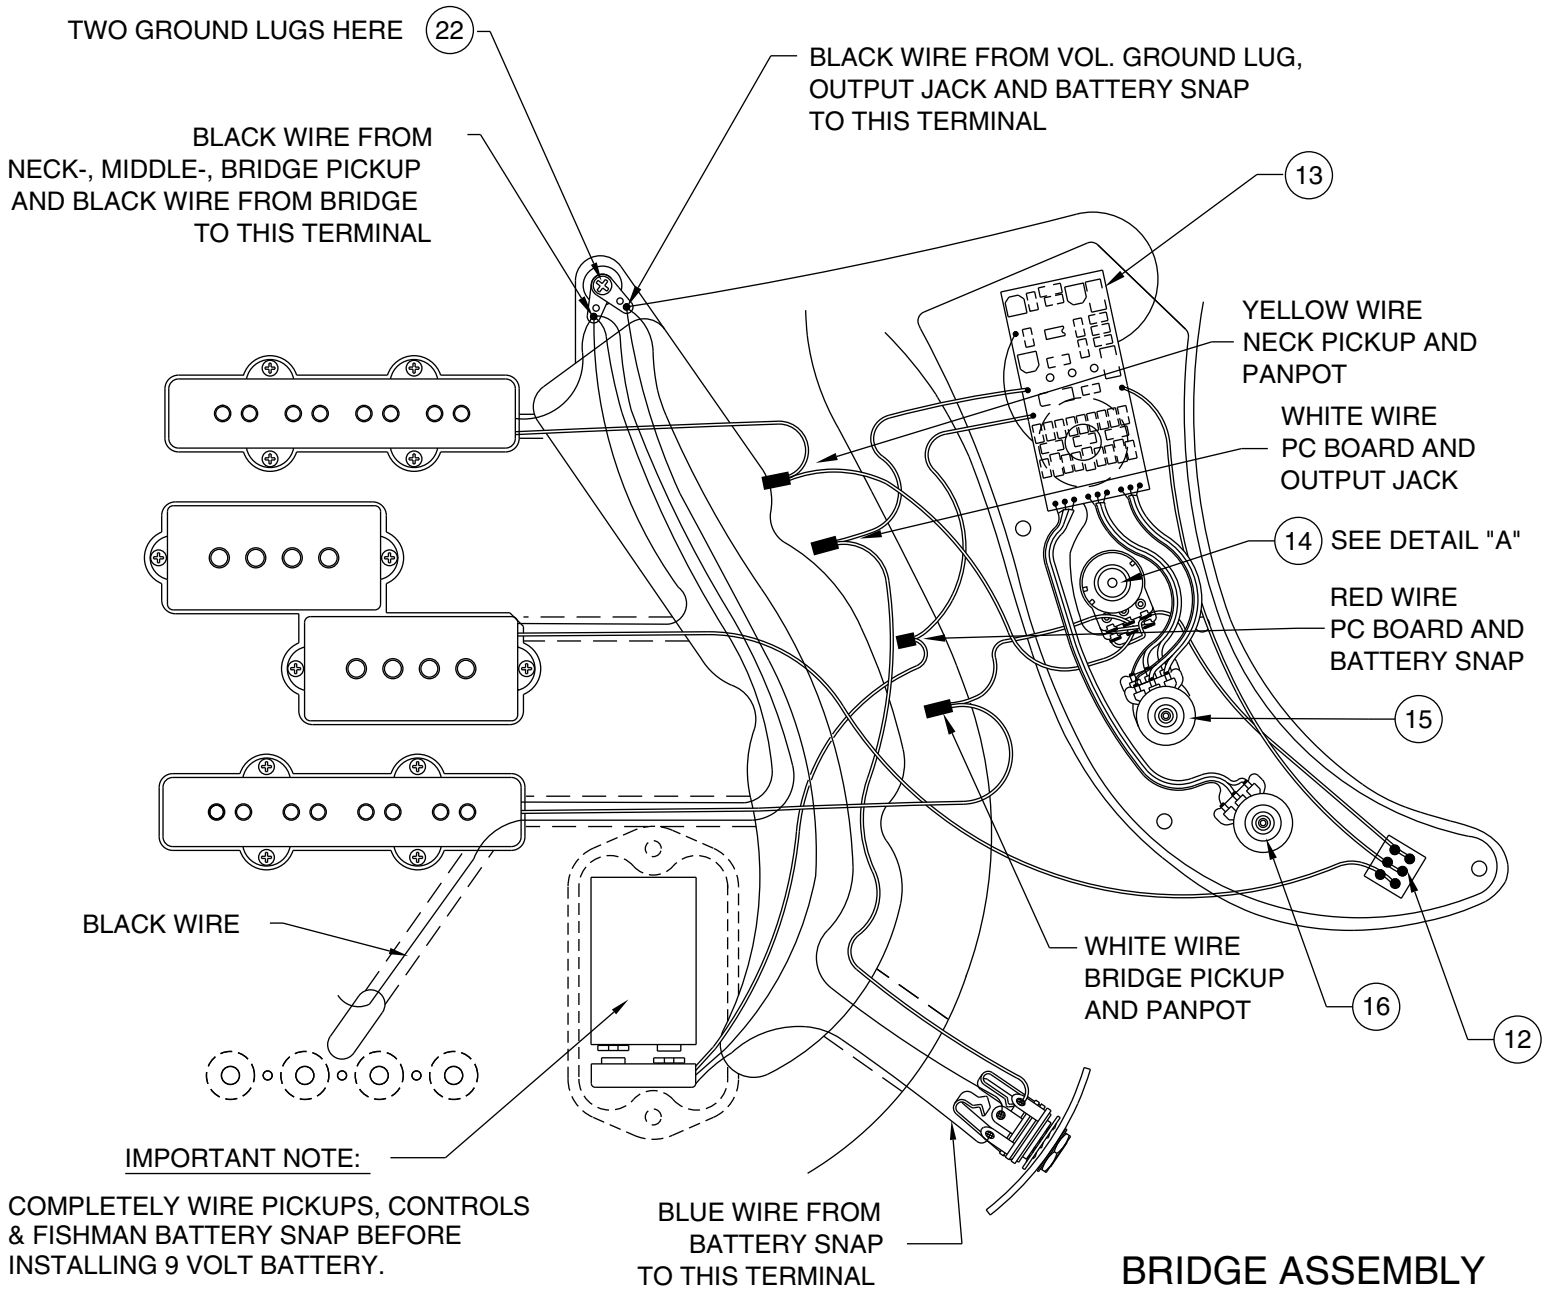 TWO GROUND LUGS HERE
22
BLACK WIRE FROM VOL. GROUND LUG,
OUTPUT JACK AND BATTERY SNAP
TO THIS TERMINAL
BLACK WIRE FROM
NECK-, MIDDLE-, BRIDGE PICKUP
AND BLACK WIRE FROM BRIDGE
TO THIS TERMINAL
13
YELLOW WIRE
NECK PICKUP AND
PANPOT
WHITE WIRE
PC BOARD AND
OUTPUT JACK
14
SEE DETAIL "A"
RED WIRE
PC BOARD AND
BATTERY SNAP
15
BLACK WIRE
WHITE WIRE
BRIDGE PICKUP
AND PANPOT
16
12
IMPORTANT NOTE:
COMPLETELY WIRE PICKUPS, CONTROLS
& FISHMAN BATTERY SNAP BEFORE
INSTALLING 9 VOLT BATTERY.
BLUE WIRE FROM
BATTERY SNAP
TO THIS TERMINAL
BRIDGE ASSEMBLY